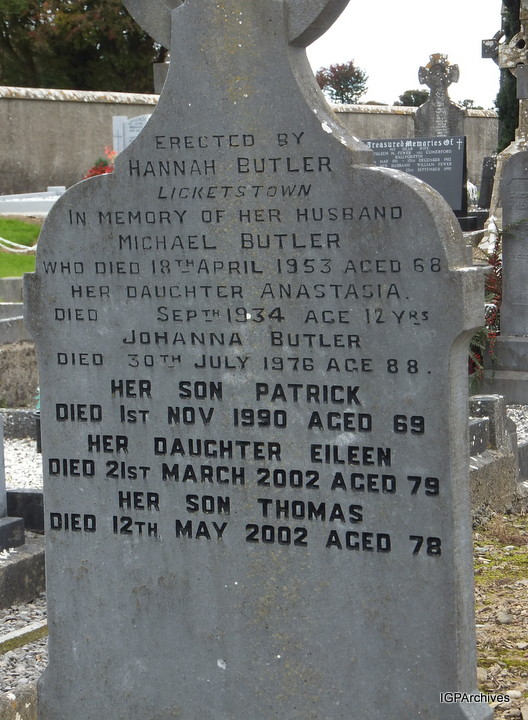 ERECTED BY
HANNAH BUTLER
LICKETSTOWN
IN MEMORY OF HER HUSBAND
MICHAEL BUTLER
WHO DIED 18TH APRIL 1953 AGED 68
HER DAUGHTER ANASTASIA.
DIED SEPTH 1934 AGE 12 YRS
JOHANNA BUTLER
DIED 30TH JULY 1976 AGE 88.
HER SON PATRICK
DIED 1ST NOV 1990 AGED 69
HER DAUGHTER EILEEN
DIED 21ST MARCH 2002 AGED 79
HER SON THOMAS
DIED 12TH MAY 2002 AGED 78
Treasured Memories Of
IGPArchives